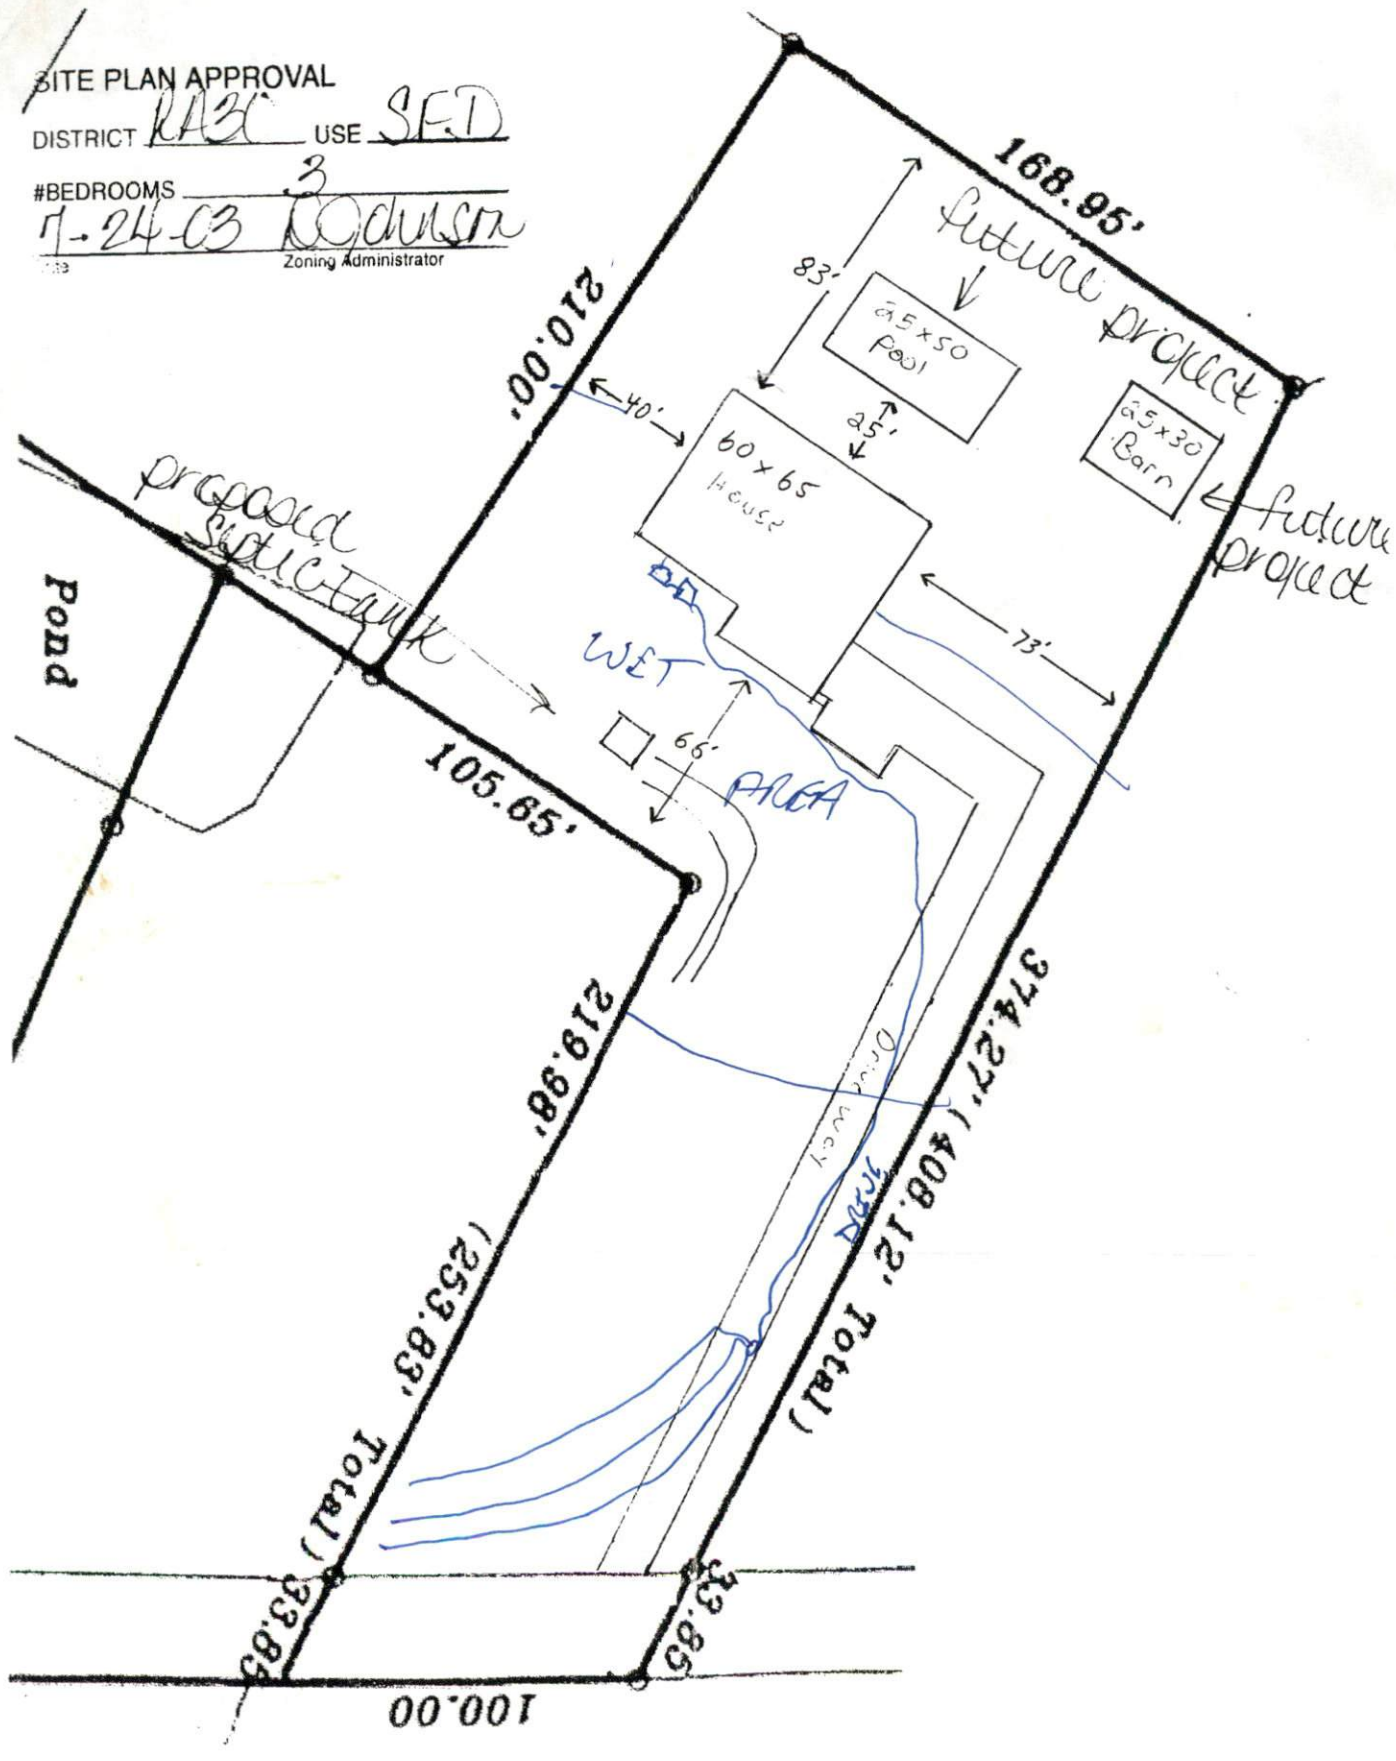 SITE PLAN APPROVAL
DISTRICT RA30 USE SFD
#BEDROOMS 3
7-24-03 Johnson
Zoning Administrator
168.95'
future project
83'
25x50
Pool
210.00'
40'
25'
25x30
Barn
60x65
House
future
project
proposed
Septic Tank
Pond
73'
WET
66'
AREA
105.65'
374.27' (408.12' Total)
219.98'
(253.83' Total)
Driveway
DRIVE
33.85
33.85
100.00